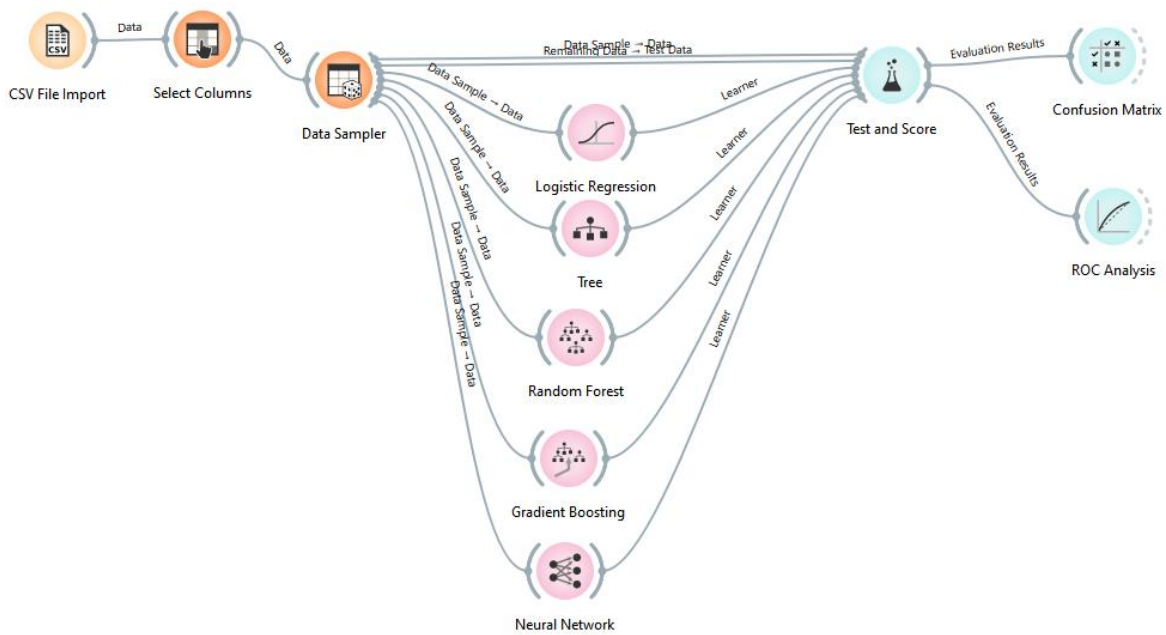 CSV
CSV File Import
Data
Select Columns
Data
Data Sampler
Data Sample → Data
Remaining Data → Test Data
Data Sample → Data
Data Sample → Data
Data Sample → Data
Data Sample → Data
Data Sample → Data
Logistic Regression
Tree
Random Forest
Gradient Boosting
Neural Network
Learner
Learner
Learner
Learner
Learner
Test and Score
Evaluation Results
Evaluation Results
Confusion Matrix
ROC Analysis